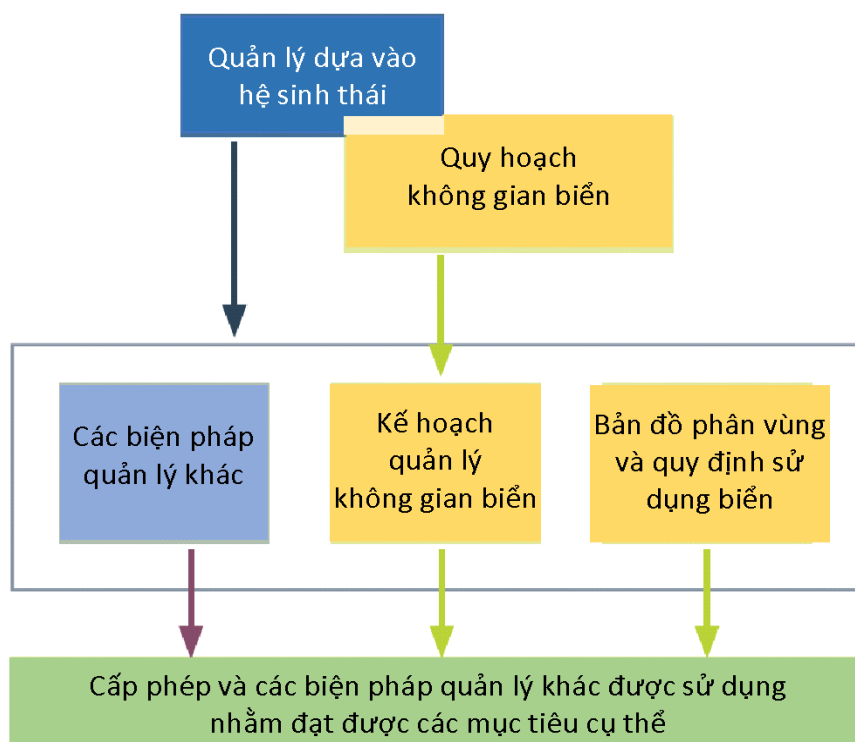 Quản lý dựa vào
hệ sinh thái
Quy hoạch
không gian biển
Các biện pháp
quản lý khác
Kế hoạch
quản lý
không gian biển
Bản đồ phân vùng
và quy định sử
dụng biển
Cấp phép và các biện pháp quản lý khác được sử dụng
nhằm đạt được các mục tiêu cụ thể